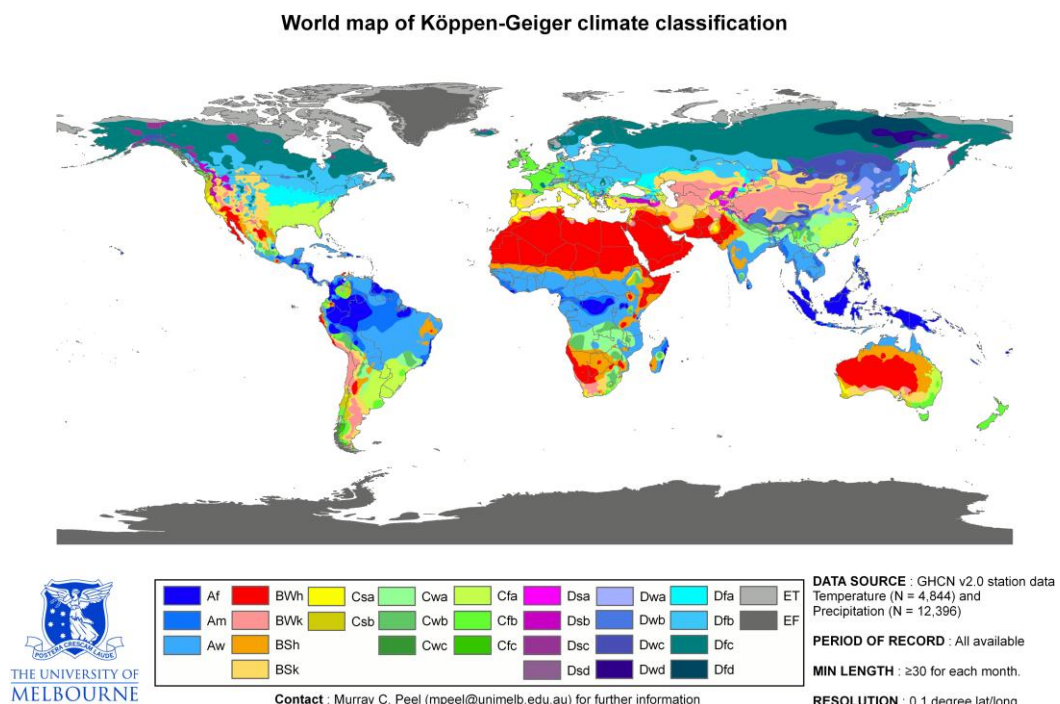 World map of Köppen-Geiger climate classification
Af BWh Csa Cwa Cfa Dsa Dwa Dfa ET
Am BWk Csb Cwb Cfb Dsb Dwb Dfb EF
Aw BSh Cwc Cfc Dsc Dwc Dfc
BSk Dsd Dwd Dfd
DATA SOURCE : GHCN v2.0 station data
Temperature (N = 4,844) and
Precipitation (N = 12,396)
PERIOD OF RECORD : All available
MIN LENGTH : ≥30 for each month.
RESOLUTION : 0.1 degree lat/long
Contact : Murray C. Peel (mpeel@unimelb.edu.au) for further information
POSTERA CRESCAM LAUDE
THE UNIVERSITY OF
MELBOURNE